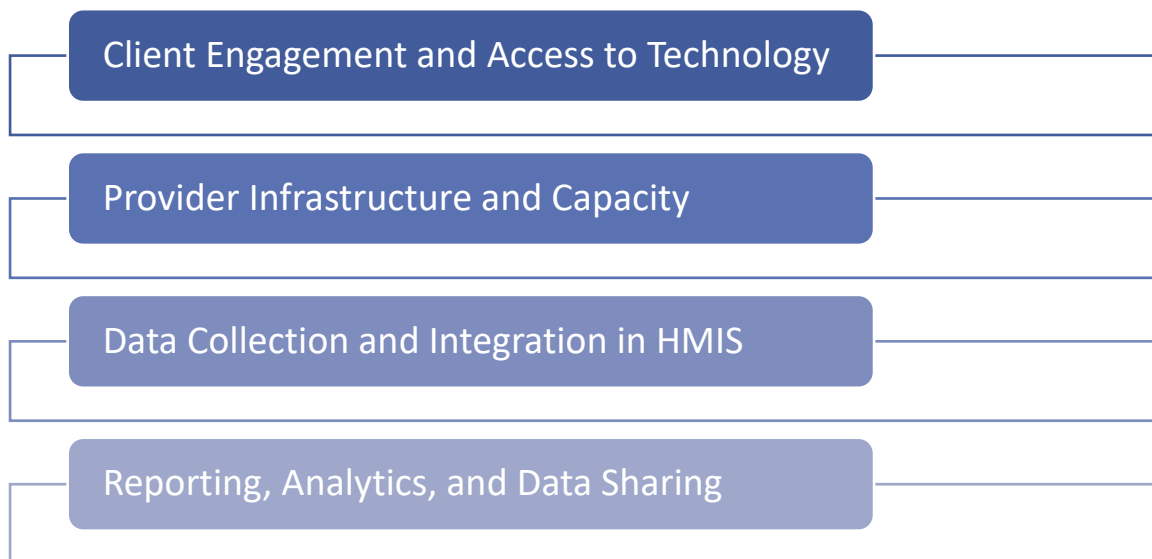 Client Engagement and Access to Technology
Provider Infrastructure and Capacity
Data Collection and Integration in HMIS
Reporting, Analytics, and Data Sharing